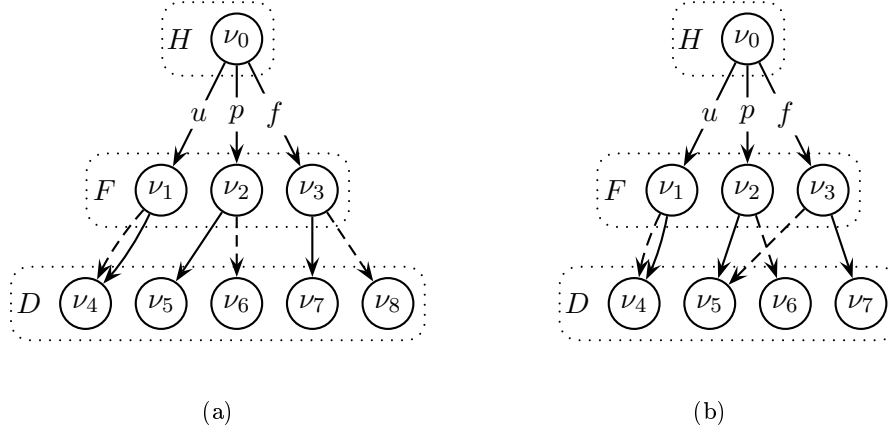 H ν0 H ν0
u p f u p f
F ν1 ν2 ν3 F ν1 ν2 ν3
D ν4 ν5 ν6 ν7 ν8 D ν4 ν5 ν6 ν7
(a) (b)